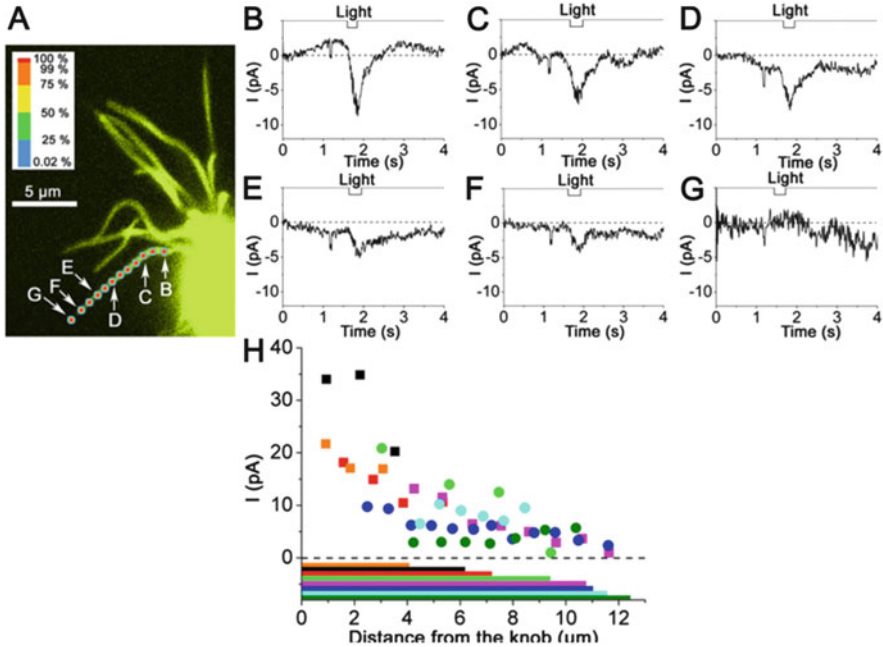 A
100 %
99 %
75 %
50 %
25 %
0.02 %
5 µm
E
F
G
D
C
B
B
Light
I (pA)
0
-5
-10
0 1 2 3 4
Time (s)
C
Light
I (pA)
0
-5
-10
0 1 2 3 4
Time (s)
D
Light
I (pA)
0
-5
-10
0 1 2 3 4
Time (s)
E
Light
I (pA)
0
-5
-10
0 1 2 3 4
Time (s)
F
Light
I (pA)
0
-5
-10
0 1 2 3 4
Time (s)
G
Light
I (pA)
0
-5
-10
0 1 2 3 4
Time (s)
H
40
30
20
10
0
I (pA)
0 2 4 6 8 10 12
Distance from the knob (um)